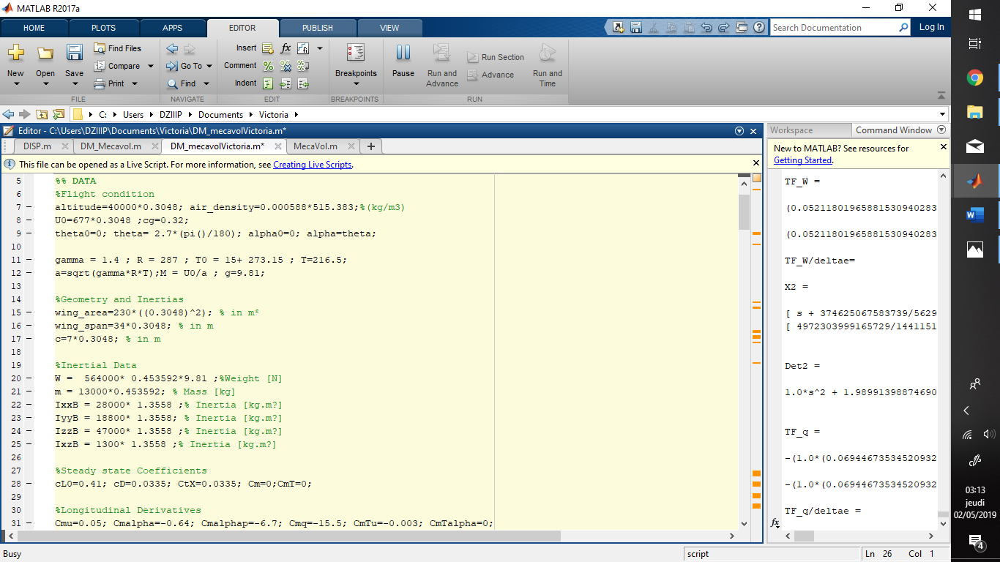 MATLAB R2017a
HOME PLOTS APPS EDITOR PUBLISH VIEW
Search Documentation
Log In
New Open Save
Find Files
Compare
Print
FILE
Go To
Find
NAVIGATE
Insert fx
Comment
Indent
EDIT
Breakpoints
BREAKPOINTS
Pause
Run and Advance
Run Section
Advance
Run and Time
RUN
C: Users DZIIIP Documents Victoria
Editor - C:\Users\DZIIIP\Documents\Victoria\DM_mecavolVictoria.m*
DISP.m DM_Mecavol.m DM_mecavolVictoria.m* MecaVol.m +
This file can be opened as a Live Script. For more information, see Creating Live Scripts.
5 %% DATA
6 %Flight condition
7 – altitude=40000*0.3048; air_density=0.000588*515.383;%(kg/m3)
8 – U0=677*0.3048 ;cg=0.32;
9 – theta0=0; theta= 2.7*(pi()/180); alpha0=0; alpha=theta;
10
11 – gamma = 1.4 ; R = 287 ; T0 = 15+ 273.15 ; T=216.5;
12 – a=sqrt(gamma*R*T);M = U0/a ; g=9.81;
13
14 %Geometry and Inertias
15 – wing_area=230*((0.3048)^2); % in m²
16 – wing_span=34*0.3048; % in m
17 – c=7*0.3048; % in m
18
19 %Inertial Data
20 – W =  564000* 0.453592*9.81 ;%Weight [N]
21 – m = 13000*0.453592; % Mass [kg]
22 – IxxB = 28000* 1.3558 ;% Inertia [kg.m?]
23 – IyyB = 18800* 1.3558; % Inertia [kg.m?]
24 – IzzB = 47000* 1.3558 ;% Inertia [kg.m?]
25 – IxzB = 1300* 1.3558 ;% Inertia [kg.m?]
26
27 %Steady state Coefficients
28 – cL0=0.41; cD=0.0335; CtX=0.0335; Cm=0;CmT=0;
29
30 %Longitudinal Derivatives
31 – Cmu=0.05; Cmalpha=-0.64; Cmalphap=-6.7; Cmq=-15.5; CmTu=-0.003; CmTalpha=0;
Workspace Command Window
New to MATLAB? See resources for
Getting Started.
TF_W =
(0.05211801965881530940283
(0.05211801965881530940283
TF_W/deltae=
X2 =
[ s + 374625067583739/5629
[ 4972303999165729/1441151
Det2 =
1.0*s^2 + 1.98991398874690
TF_q =
-(1.0*(0.06944673534520932
-(1.0*(0.06944673534520932
TF_q/deltae =
fx
Busy
script
Ln 26 Col 1
03:13
jeudi
02/05/2019
4